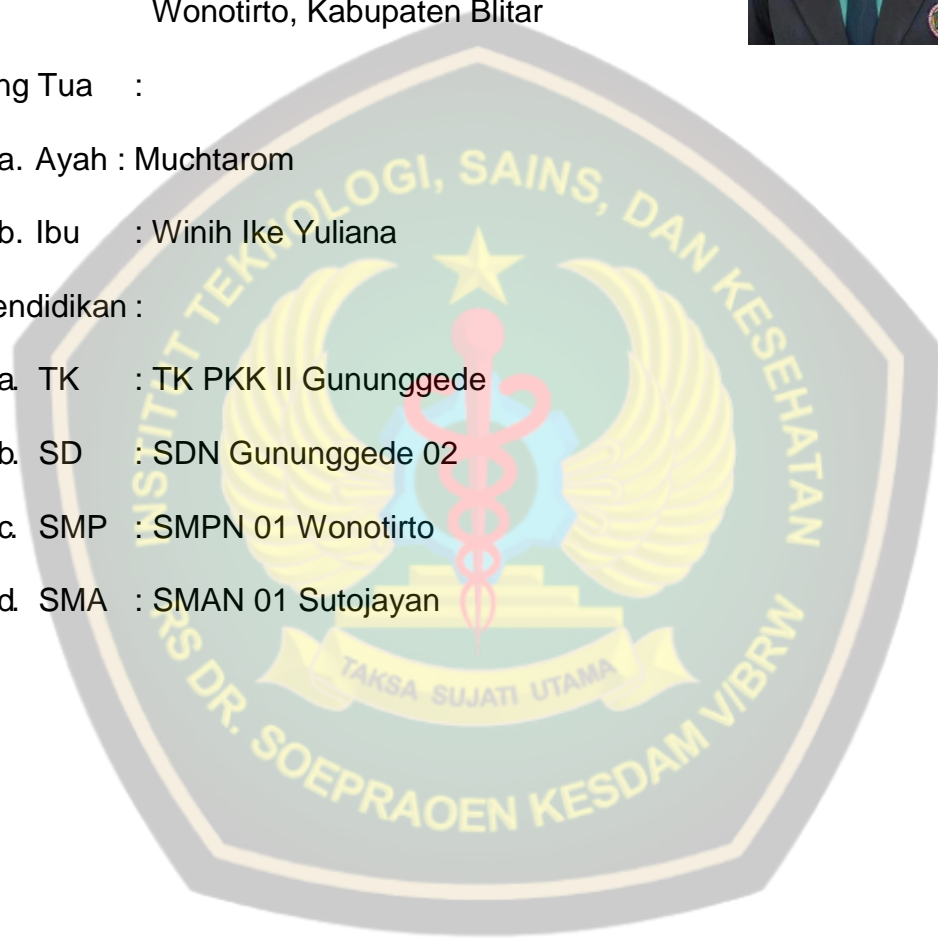 Wonotirto, Kabupaten Blitar
ng Tua :
a. Ayah : Muchtarom
b. Ibu : Winih Ike Yuliana
endidikan :
a. TK : TK PKK II Gununggede
b. SD : SDN Gununggede 02
c. SMP : SMPN 01 Wonotirto
d. SMA : SMAN 01 Sutojayan
INSTITUT TEKNOLOGI, SAINS, DAN KESEHATAN
TAKSA SUJATI UTAMA
RS DR. SOEPRAOEN KESDAM V/BRW